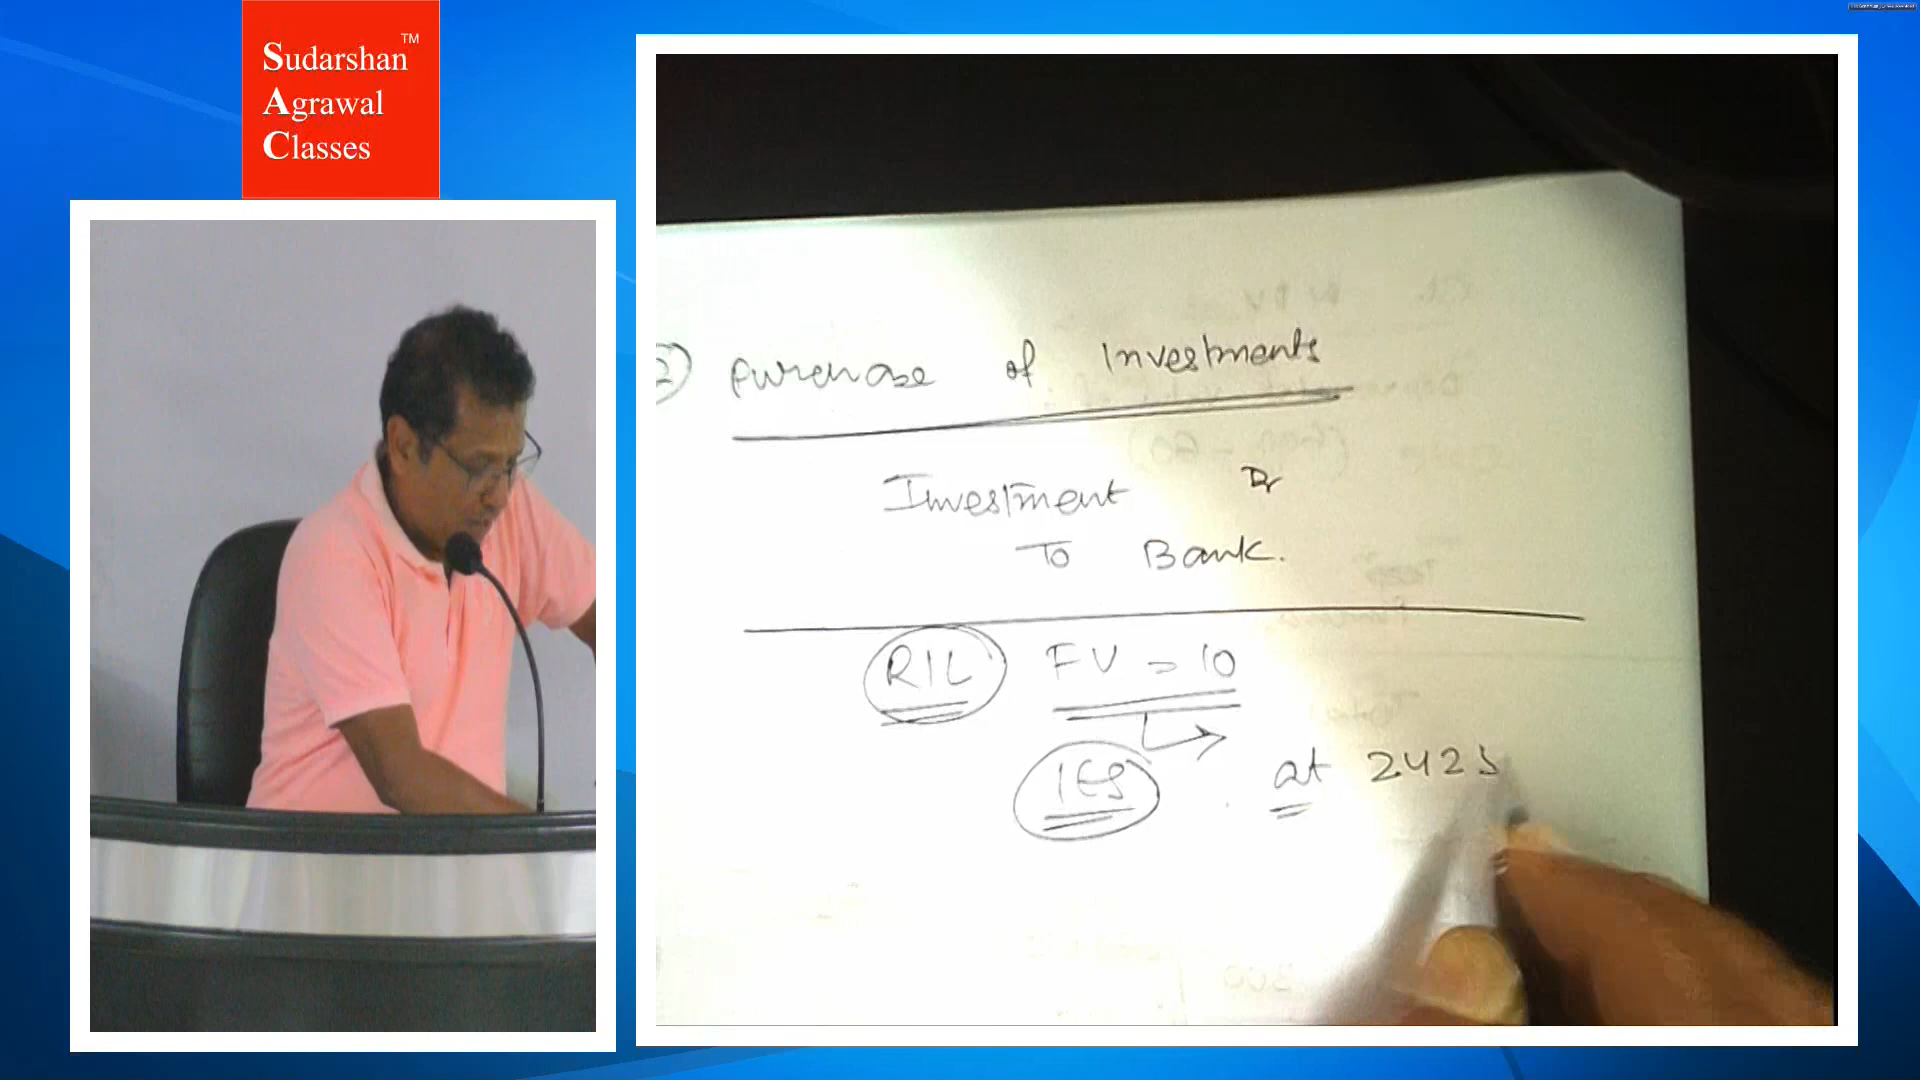 Sudarshan™
Agrawal
Classes
2) Purchase of Investments
Investment Dr
To Bank.
RIL FV = 10
IES at 2425